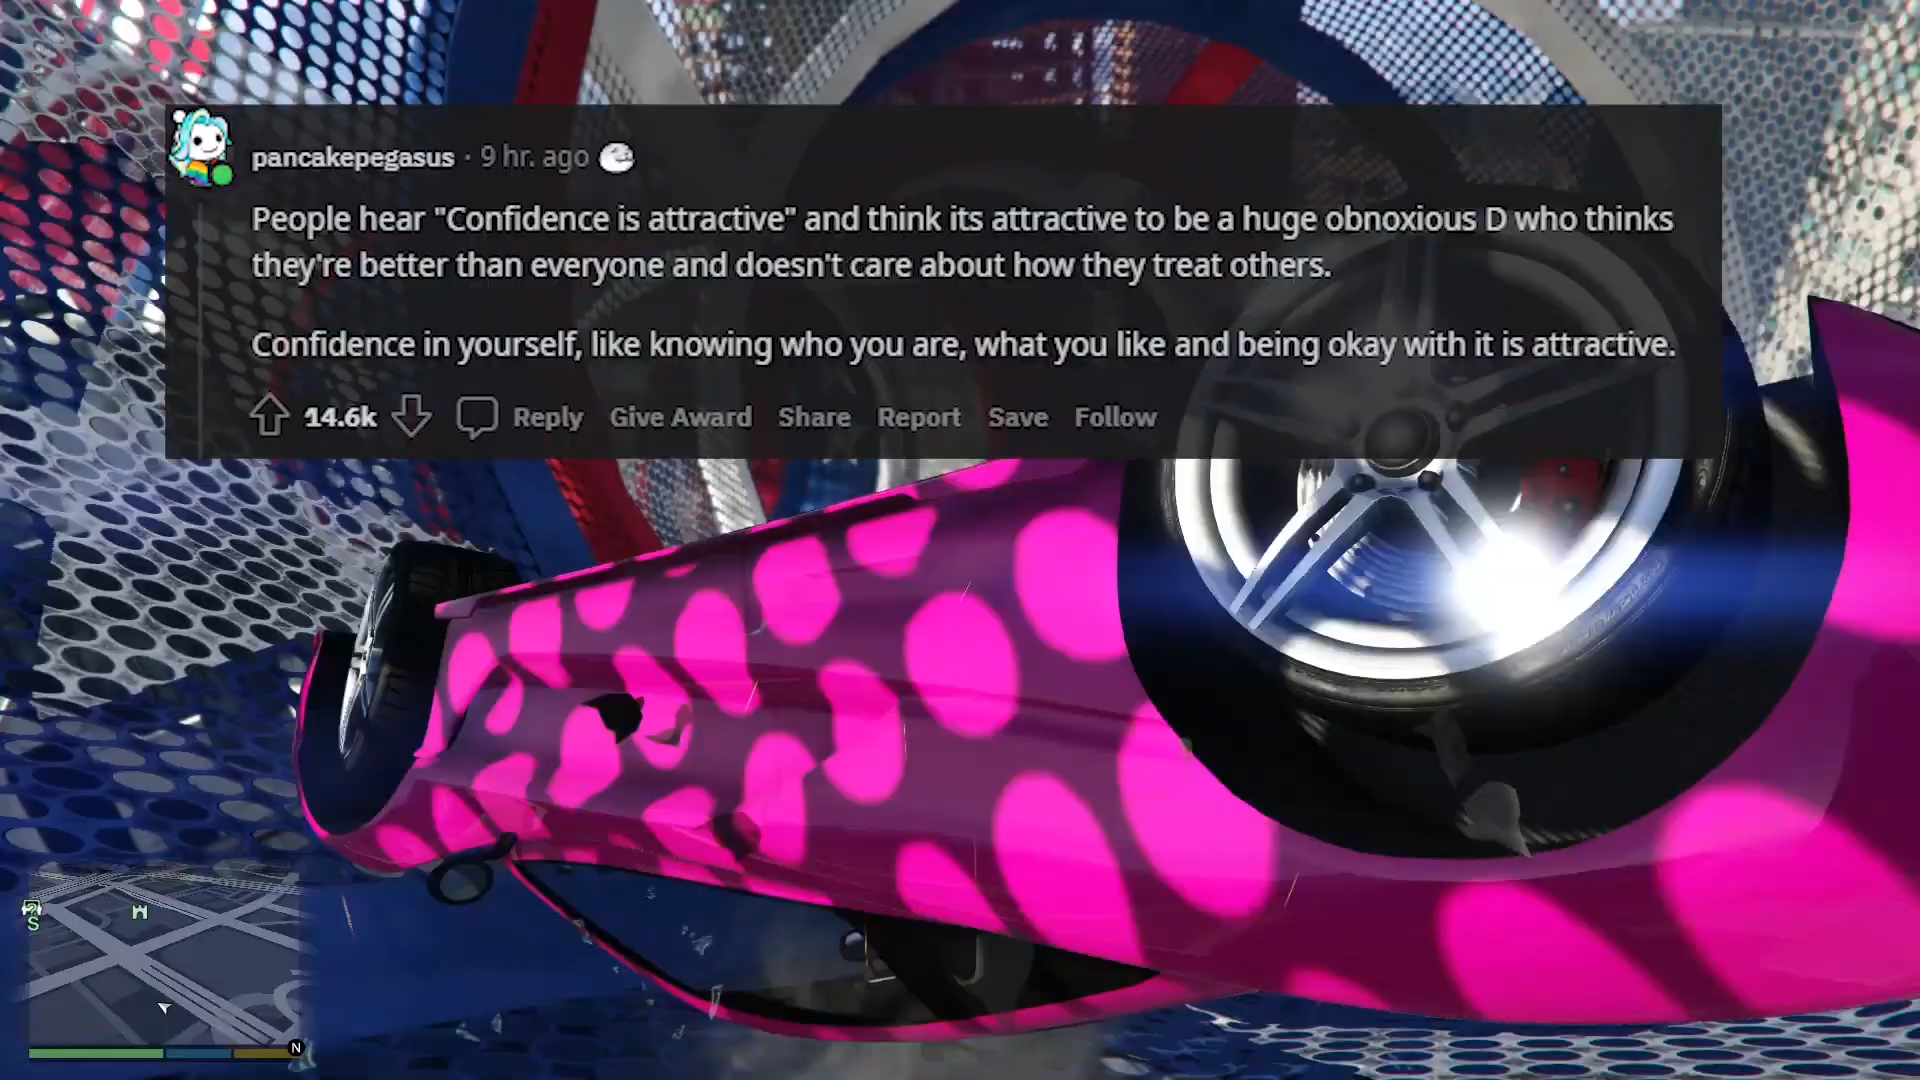 pancakepegasus · 9 hr. ago
People hear "Confidence is attractive" and think its attractive to be a huge obnoxious D who thinks
they're better than everyone and doesn't care about how they treat others.
Confidence in yourself, like knowing who you are, what you like and being okay with it is attractive.
14.6k Reply Give Award Share Report Save Follow
S
N